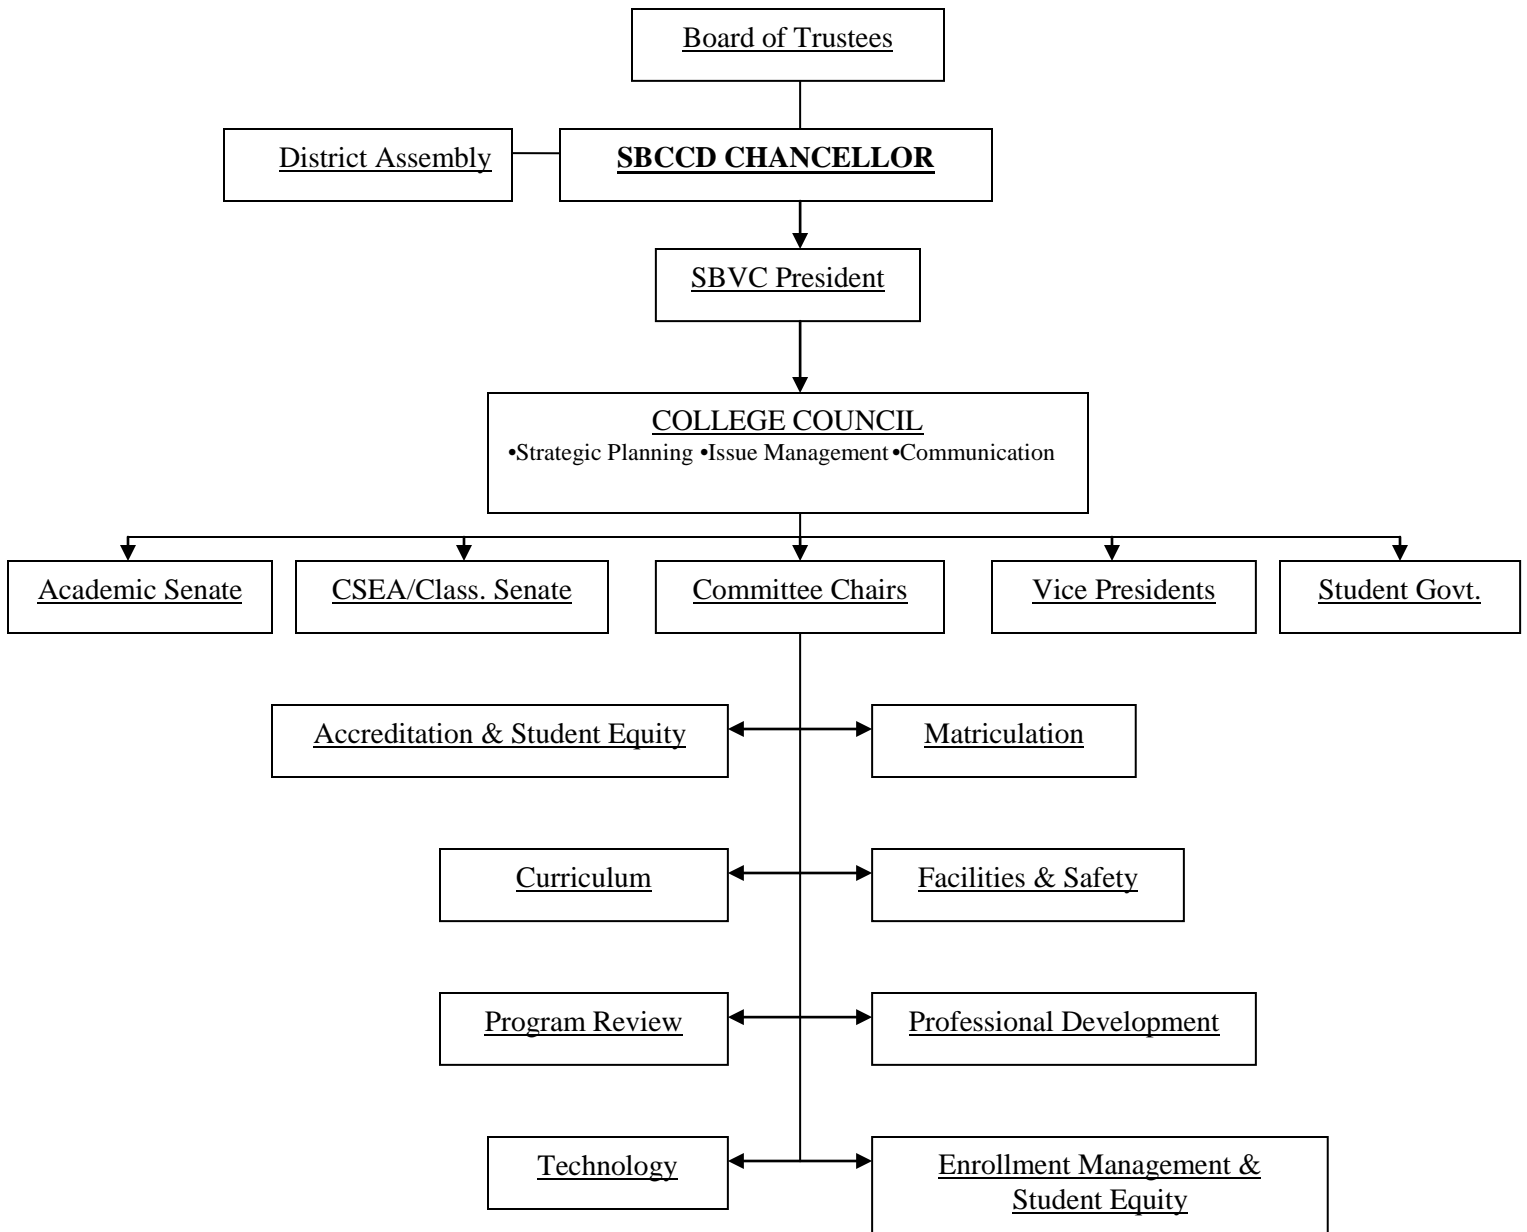 Board of Trustees
District Assembly
SBCCD CHANCELLOR
SBVC President
COLLEGE COUNCIL
•Strategic Planning •Issue Management •Communication
Academic Senate
CSEA/Class. Senate
Committee Chairs
Vice Presidents
Student Govt.
Accreditation & Student Equity
Matriculation
Curriculum
Facilities & Safety
Program Review
Professional Development
Technology
Enrollment Management &
Student Equity